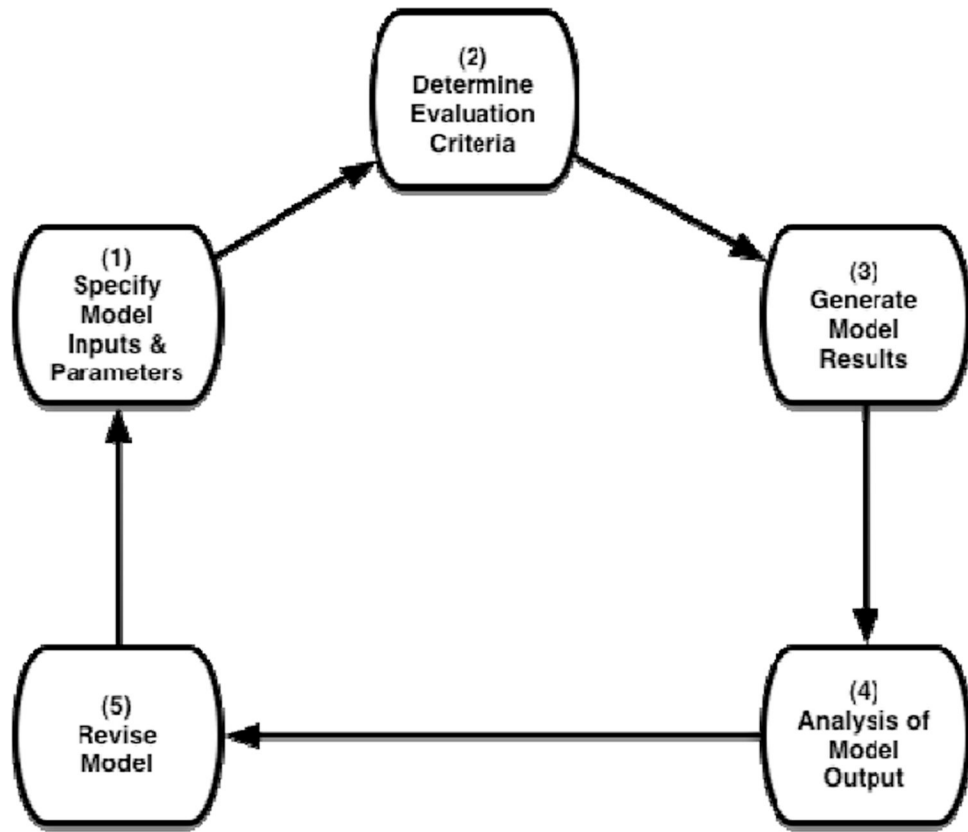 (1)
Specify
Model
Inputs &
Parameters
(2)
Determine
Evaluation
Criteria
(3)
Generate
Model
Results
(4)
Analysis of
Model
Output
(5)
Revise
Model